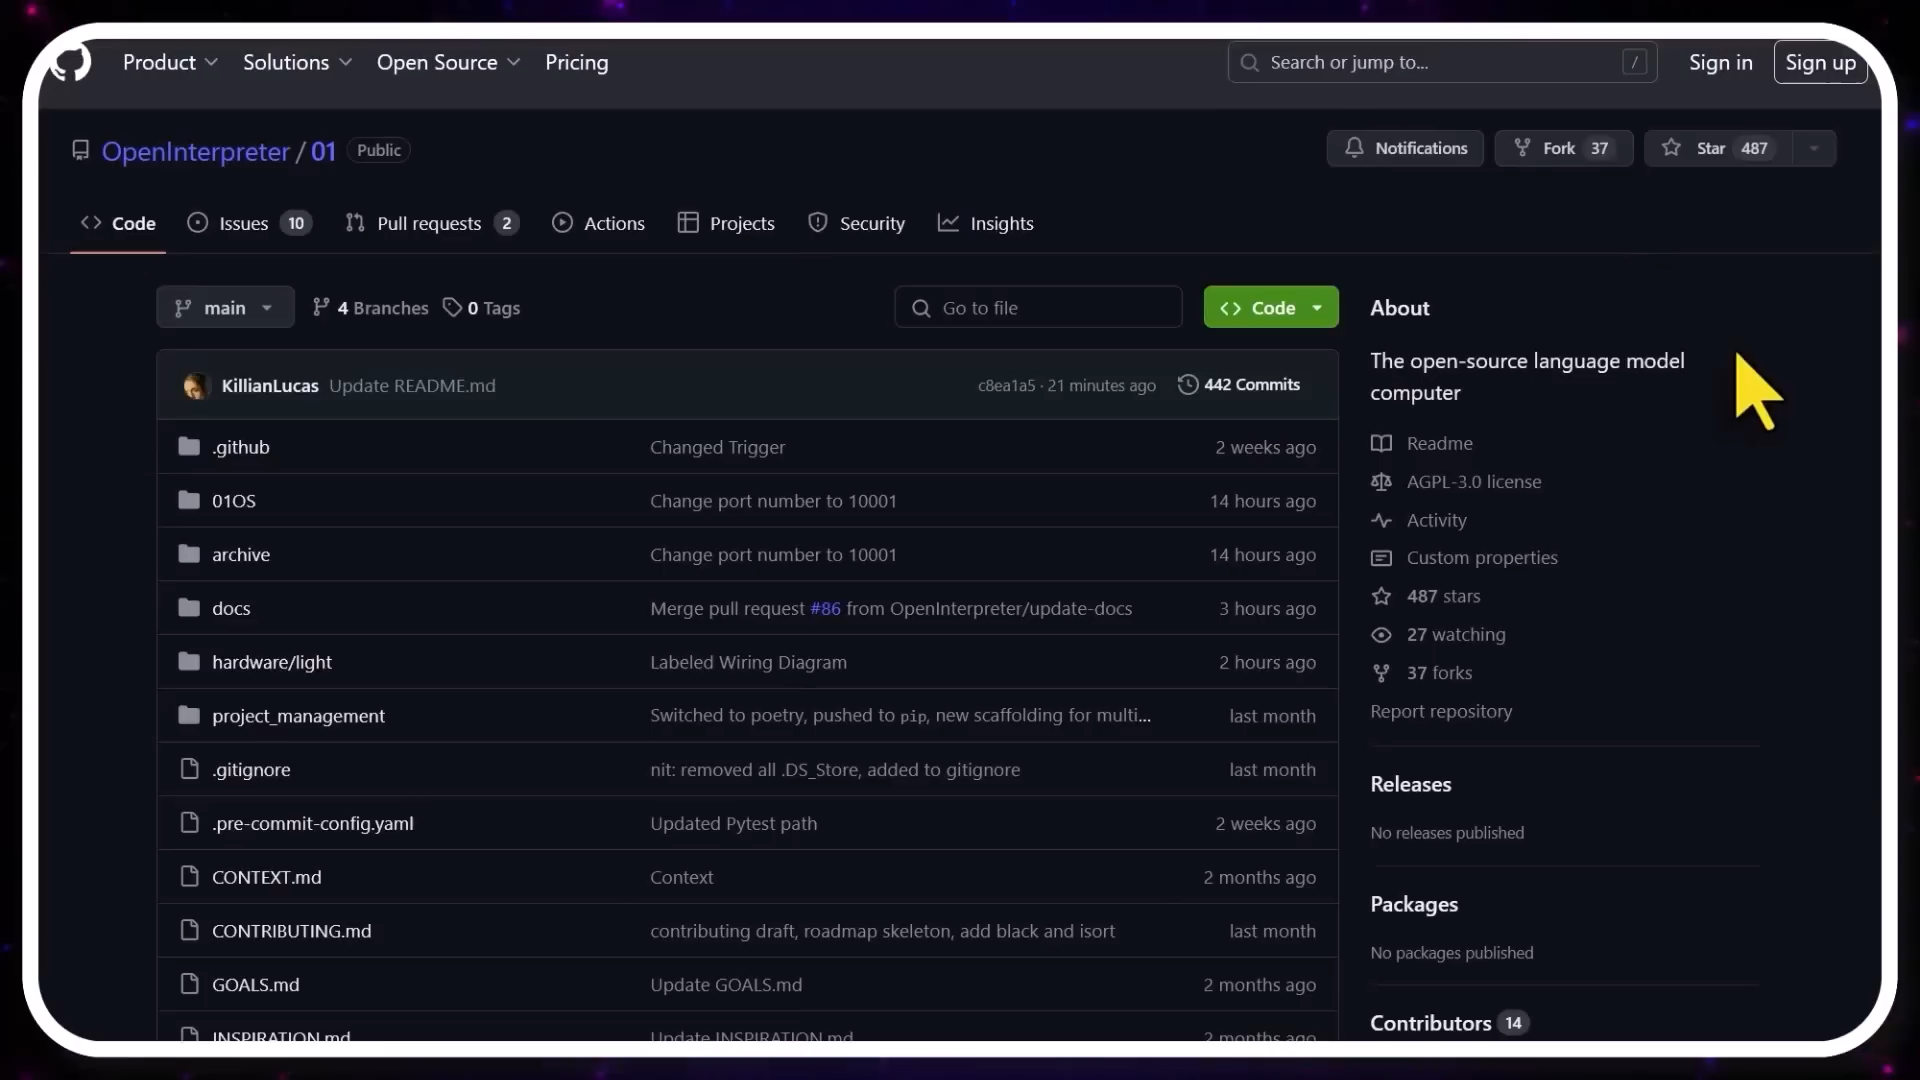 Product Solutions Open Source Pricing Search or jump to... / Sign in Sign up
OpenInterpreter / 01 Public Notifications Fork 37 Star 487
Code Issues 10 Pull requests 2 Actions Projects Security Insights
main 4 Branches 0 Tags Go to file Code
KillianLucas Update README.md c8ea1a5 · 21 minutes ago 442 Commits
.github Changed Trigger 2 weeks ago
01OS Change port number to 10001 14 hours ago
archive Change port number to 10001 14 hours ago
docs Merge pull request #86 from OpenInterpreter/update-docs 3 hours ago
hardware/light Labeled Wiring Diagram 2 hours ago
project_management Switched to poetry, pushed to pip, new scaffolding for multi... last month
.gitignore nit: removed all .DS_Store, added to gitignore last month
.pre-commit-config.yaml Updated Pytest path 2 weeks ago
CONTEXT.md Context 2 months ago
CONTRIBUTING.md contributing draft, roadmap skeleton, add black and isort last month
GOALS.md Update GOALS.md 2 months ago
INSPIRATION.md Update INSPIRATION.md 2 months ago
About
The open-source language model
computer
Readme
AGPL-3.0 license
Activity
Custom properties
487 stars
27 watching
37 forks
Report repository
Releases
No releases published
Packages
No packages published
Contributors 14